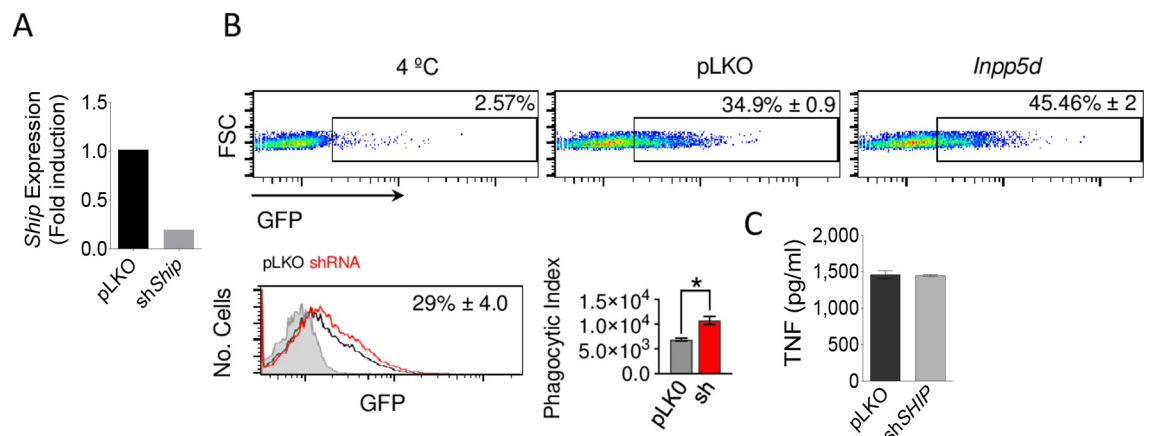 A
Ship Expression
(Fold induction)
1.5
1.0
0.5
0.0
pLKO
shShip
B
4 ºC
pLKO
Inpp5d
2.57%
34.9% ± 0.9
45.46% ± 2
FSC
GFP
pLKO shRNA
29% ± 4.0
No. Cells
GFP
Phagocytic Index
1.5×10⁴
1.0×10⁴
5.0×10³
0.0
*
pLK0
sh
C
TNF (pg/ml)
2,000
1,500
1,000
500
0
pLKO
shSHIP